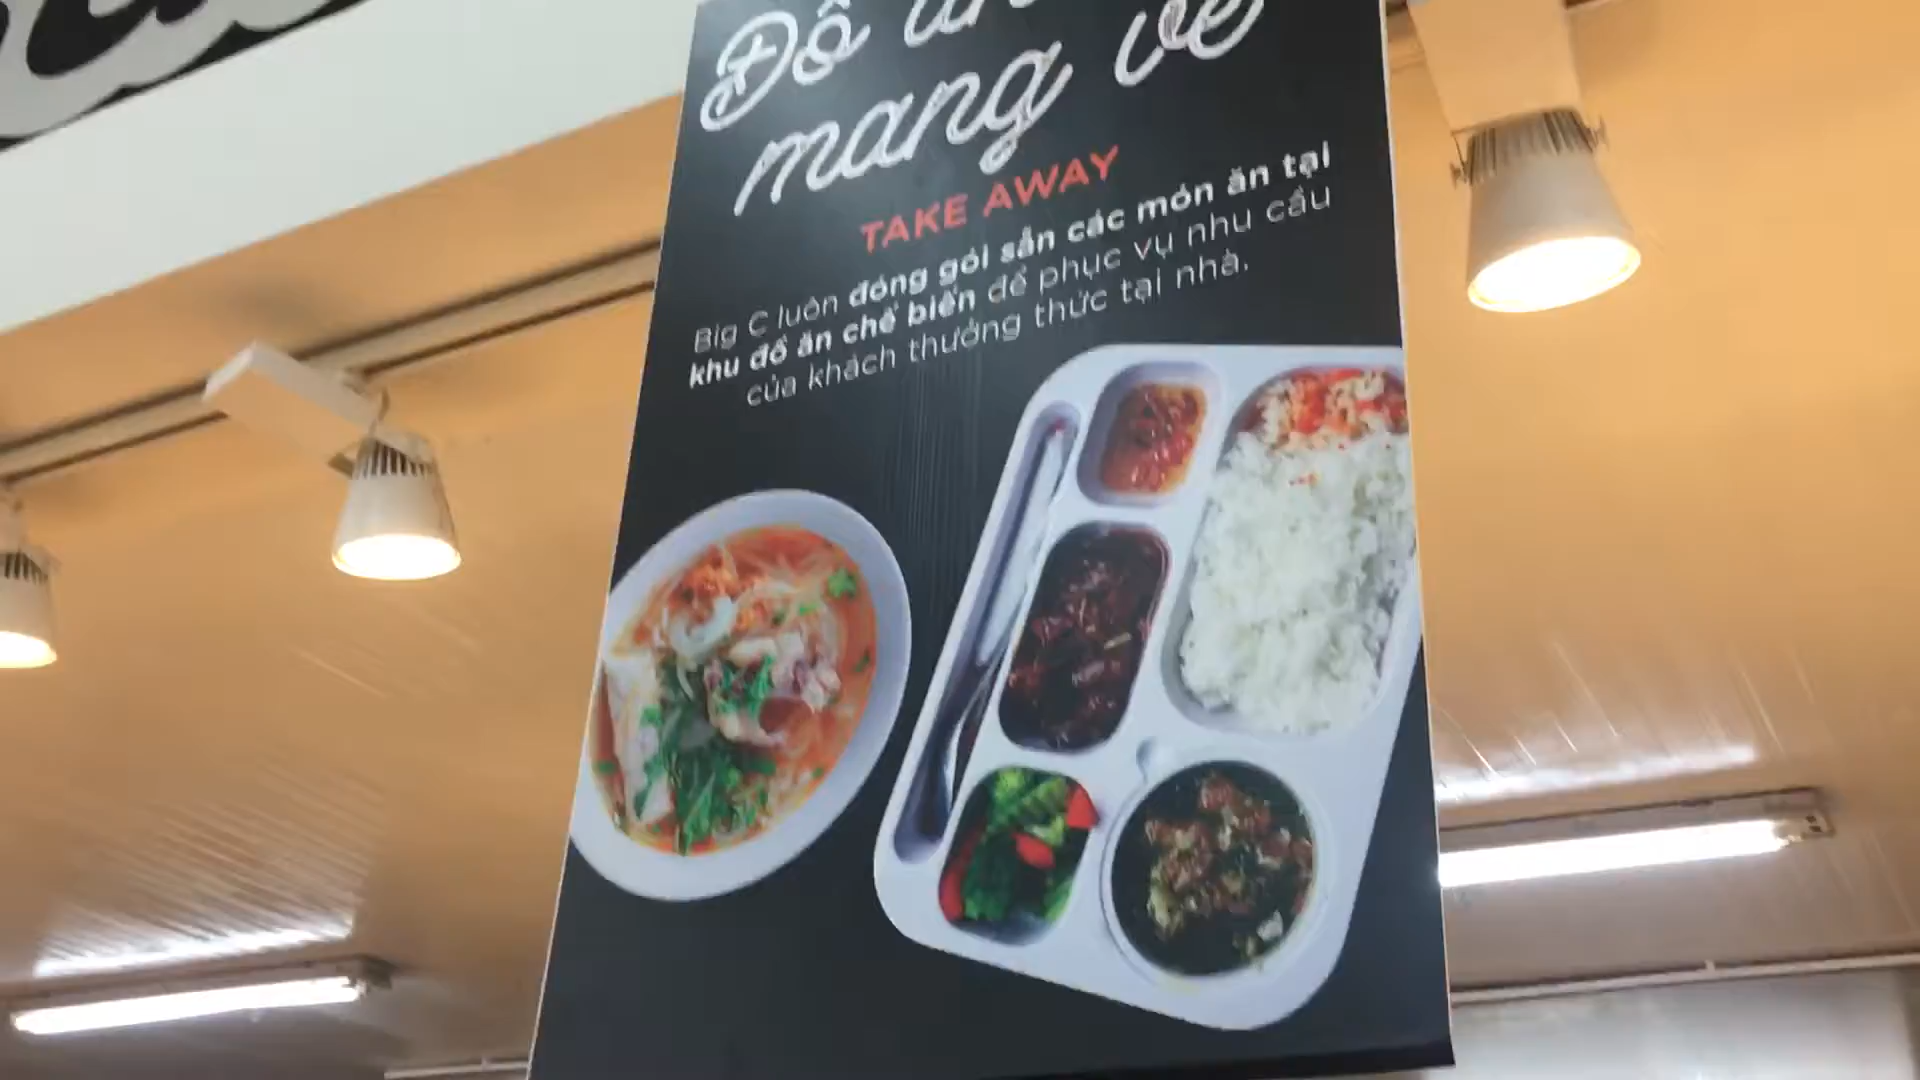 Đồ ăn
mang về
TAKE AWAY
Big C luôn đóng gói sẵn các món ăn tại
khu đồ ăn chế biến để phục vụ nhu cầu
của khách thưởng thức tại nhà.